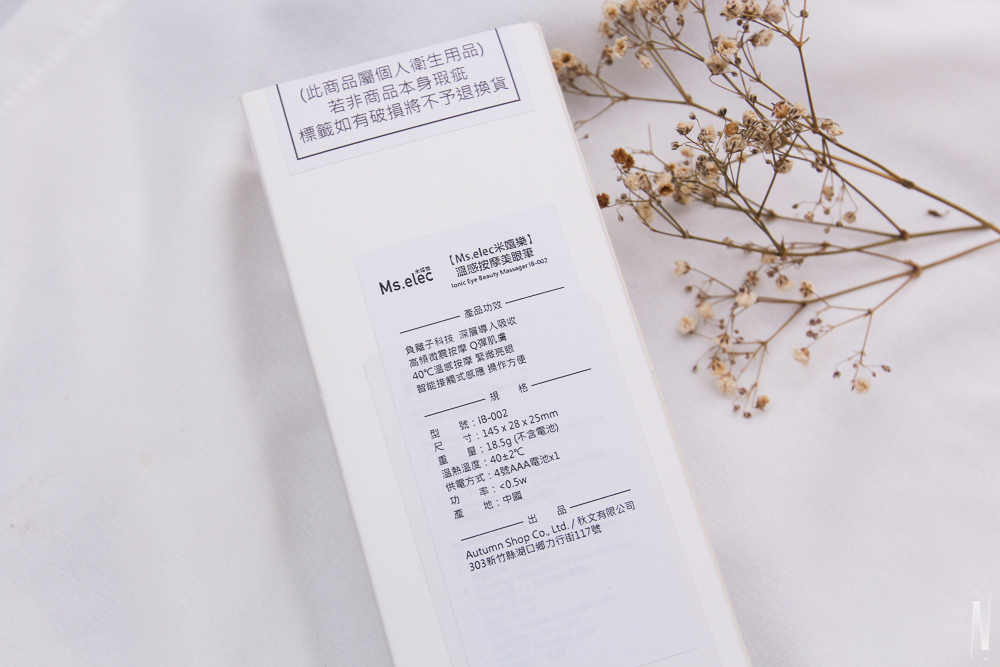 (此商品屬個人衛生用品)
若非商品本身瑕疵
標籤如有破損將不予退換貨
米嬉樂
Ms.elec
【Ms.elec米嬉樂】
溫感按摩美眼筆
Ionic Eye Beauty Massager IB-002
產品功效
負離子科技 深層導入吸收
高頻微震按摩 Q彈肌膚
40℃溫感按摩 緊緻亮眼
智能接觸式感應 操作方便
規 格
型 號：IB-002
尺 寸：145 x 28 x 25mm
重 量：18.5g (不含電池)
溫熱溫度：40±2℃
供電方式：4號AAA電池x1
功 率：<0.5w
產 地：中國
出 品
Autumn Shop Co., Ltd. / 秋文有限公司
303新竹縣湖口鄉力行街117號
N